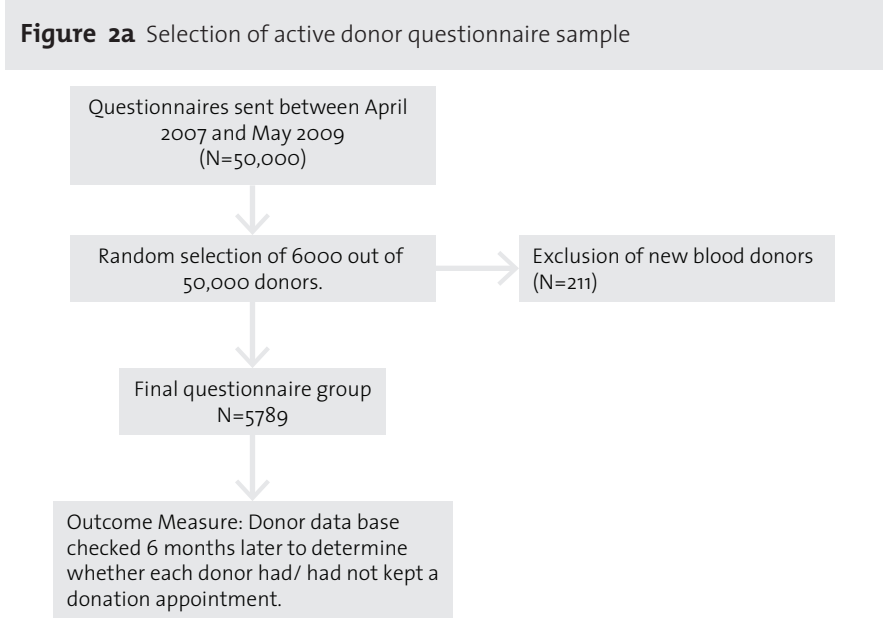 Figure 2a Selection of active donor questionnaire sample
Questionnaires sent between April
2007 and May 2009
(N=50,000)
Random selection of 6000 out of
50,000 donors.
Exclusion of new blood donors
(N=211)
Final questionnaire group
N=5789
Outcome Measure: Donor data base
checked 6 months later to determine
whether each donor had/ had not kept a
donation appointment.